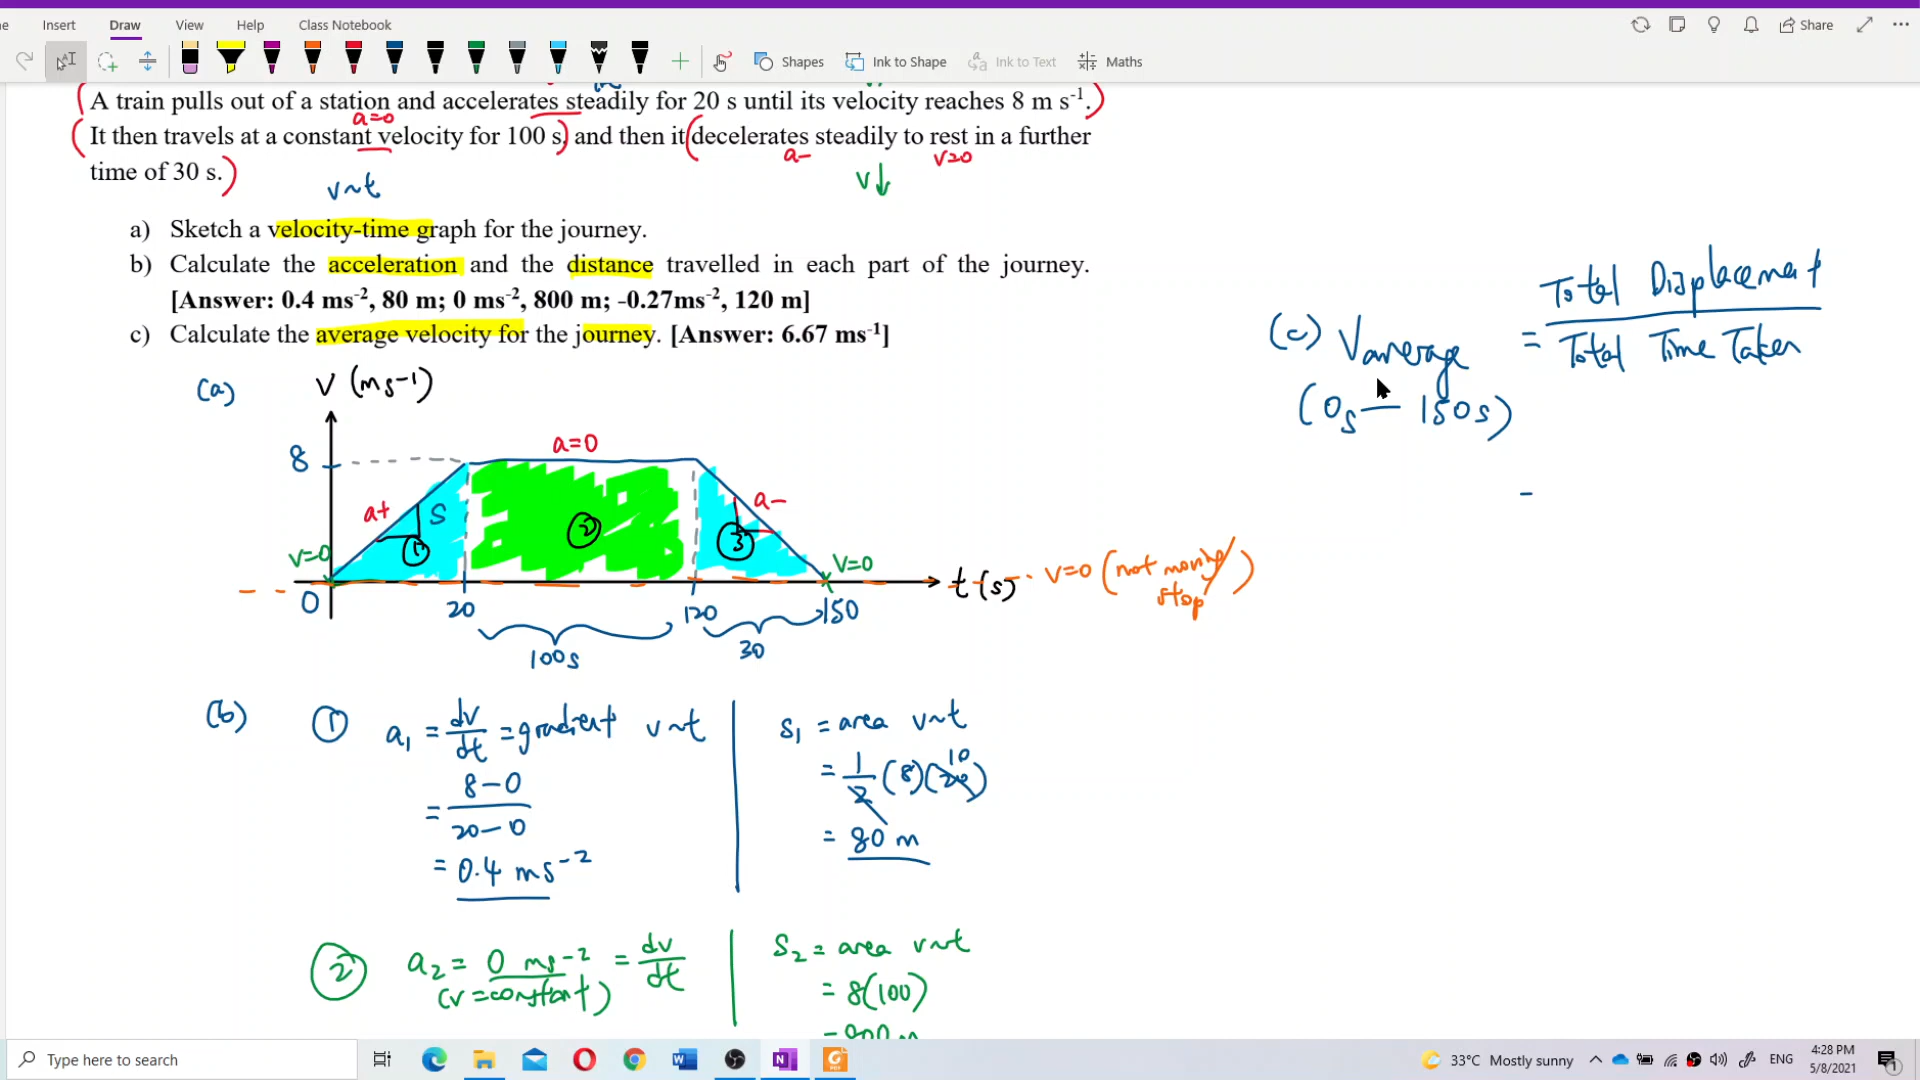 Insert Draw View Help Class Notebook Share
Shapes Ink to Shape Ink to Text Maths
A train pulls out of a station and accelerates steadily for 20 s until its velocity reaches 8 m s-1.
a=0
It then travels at a constant velocity for 100 s, and then it decelerates steadily to rest in a further
a- v=0
time of 30 s.
v~t v↓
a) Sketch a velocity-time graph for the journey.
b) Calculate the acceleration and the distance travelled in each part of the journey.
[Answer: 0.4 ms-2, 80 m; 0 ms-2, 800 m; -0.27ms-2, 120 m]
c) Calculate the average velocity for the journey. [Answer: 6.67 ms-1]
(c) Vaverage = Total Displacement
Total Time Taken
(0s — 150s)
-
(a) V (ms-1)
8 a=0
a+ S a-
1 2 3
v=0 v=0
t (s) v=0 (not moving/
stop)
0 20 120 150
100s 30
(b) 1 a1 = dv/dt = gradient v~t
= 8-0
20-0
= 0.4 ms-2
s1 = area v~t
= 1/2 (8)(20) 10
= 80 m
2 a2 = 0 ms-2 = dv/dt
(v = constant)
S2 = area v~t
= 8(100)
Type here to search
33°C Mostly sunny ENG 4:28 PM
5/8/2021